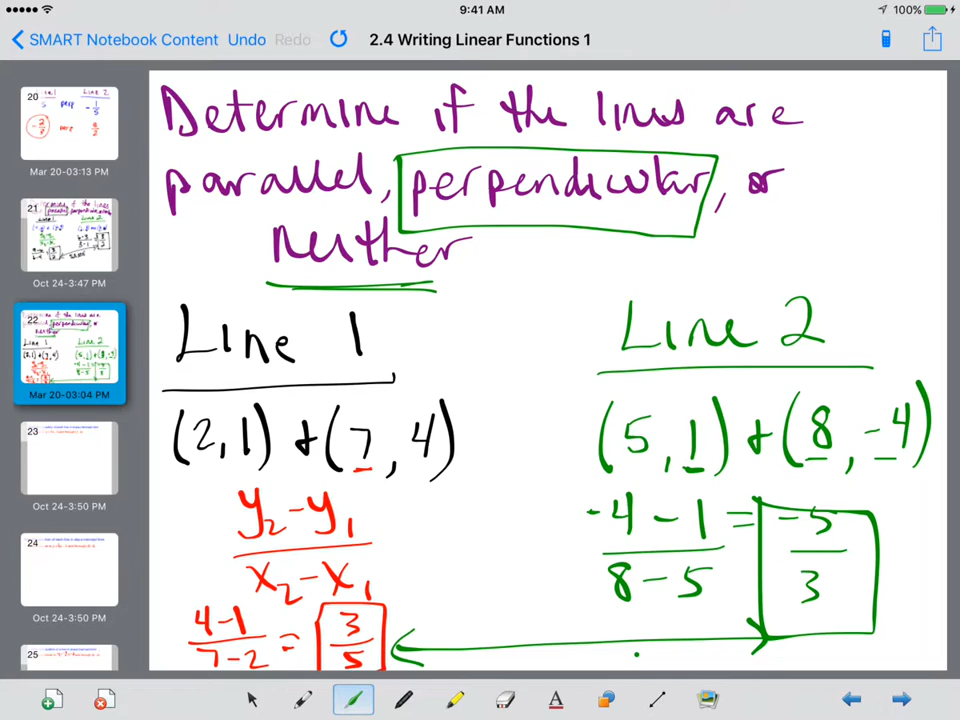 9:41 AM
100%
SMART Notebook Content
Undo
Redo
2.4 Writing Linear Functions 1
20
Mar 20-03:13 PM
21
Oct 24-3:47 PM
22
Mar 20-03:04 PM
23
Oct 24-3:50 PM
24
Oct 24-3:50 PM
25
Determine if the lines are
parallel, perpendicular, or
Neither
Line 1
(2,1) + (7, 4)
y₂ - y₁
x₂ - x₁
4-1
7-2
=
3
5
Line 2
(5, 1) + (8, -4)
-4 - 1
8 - 5
=
-5
3
A